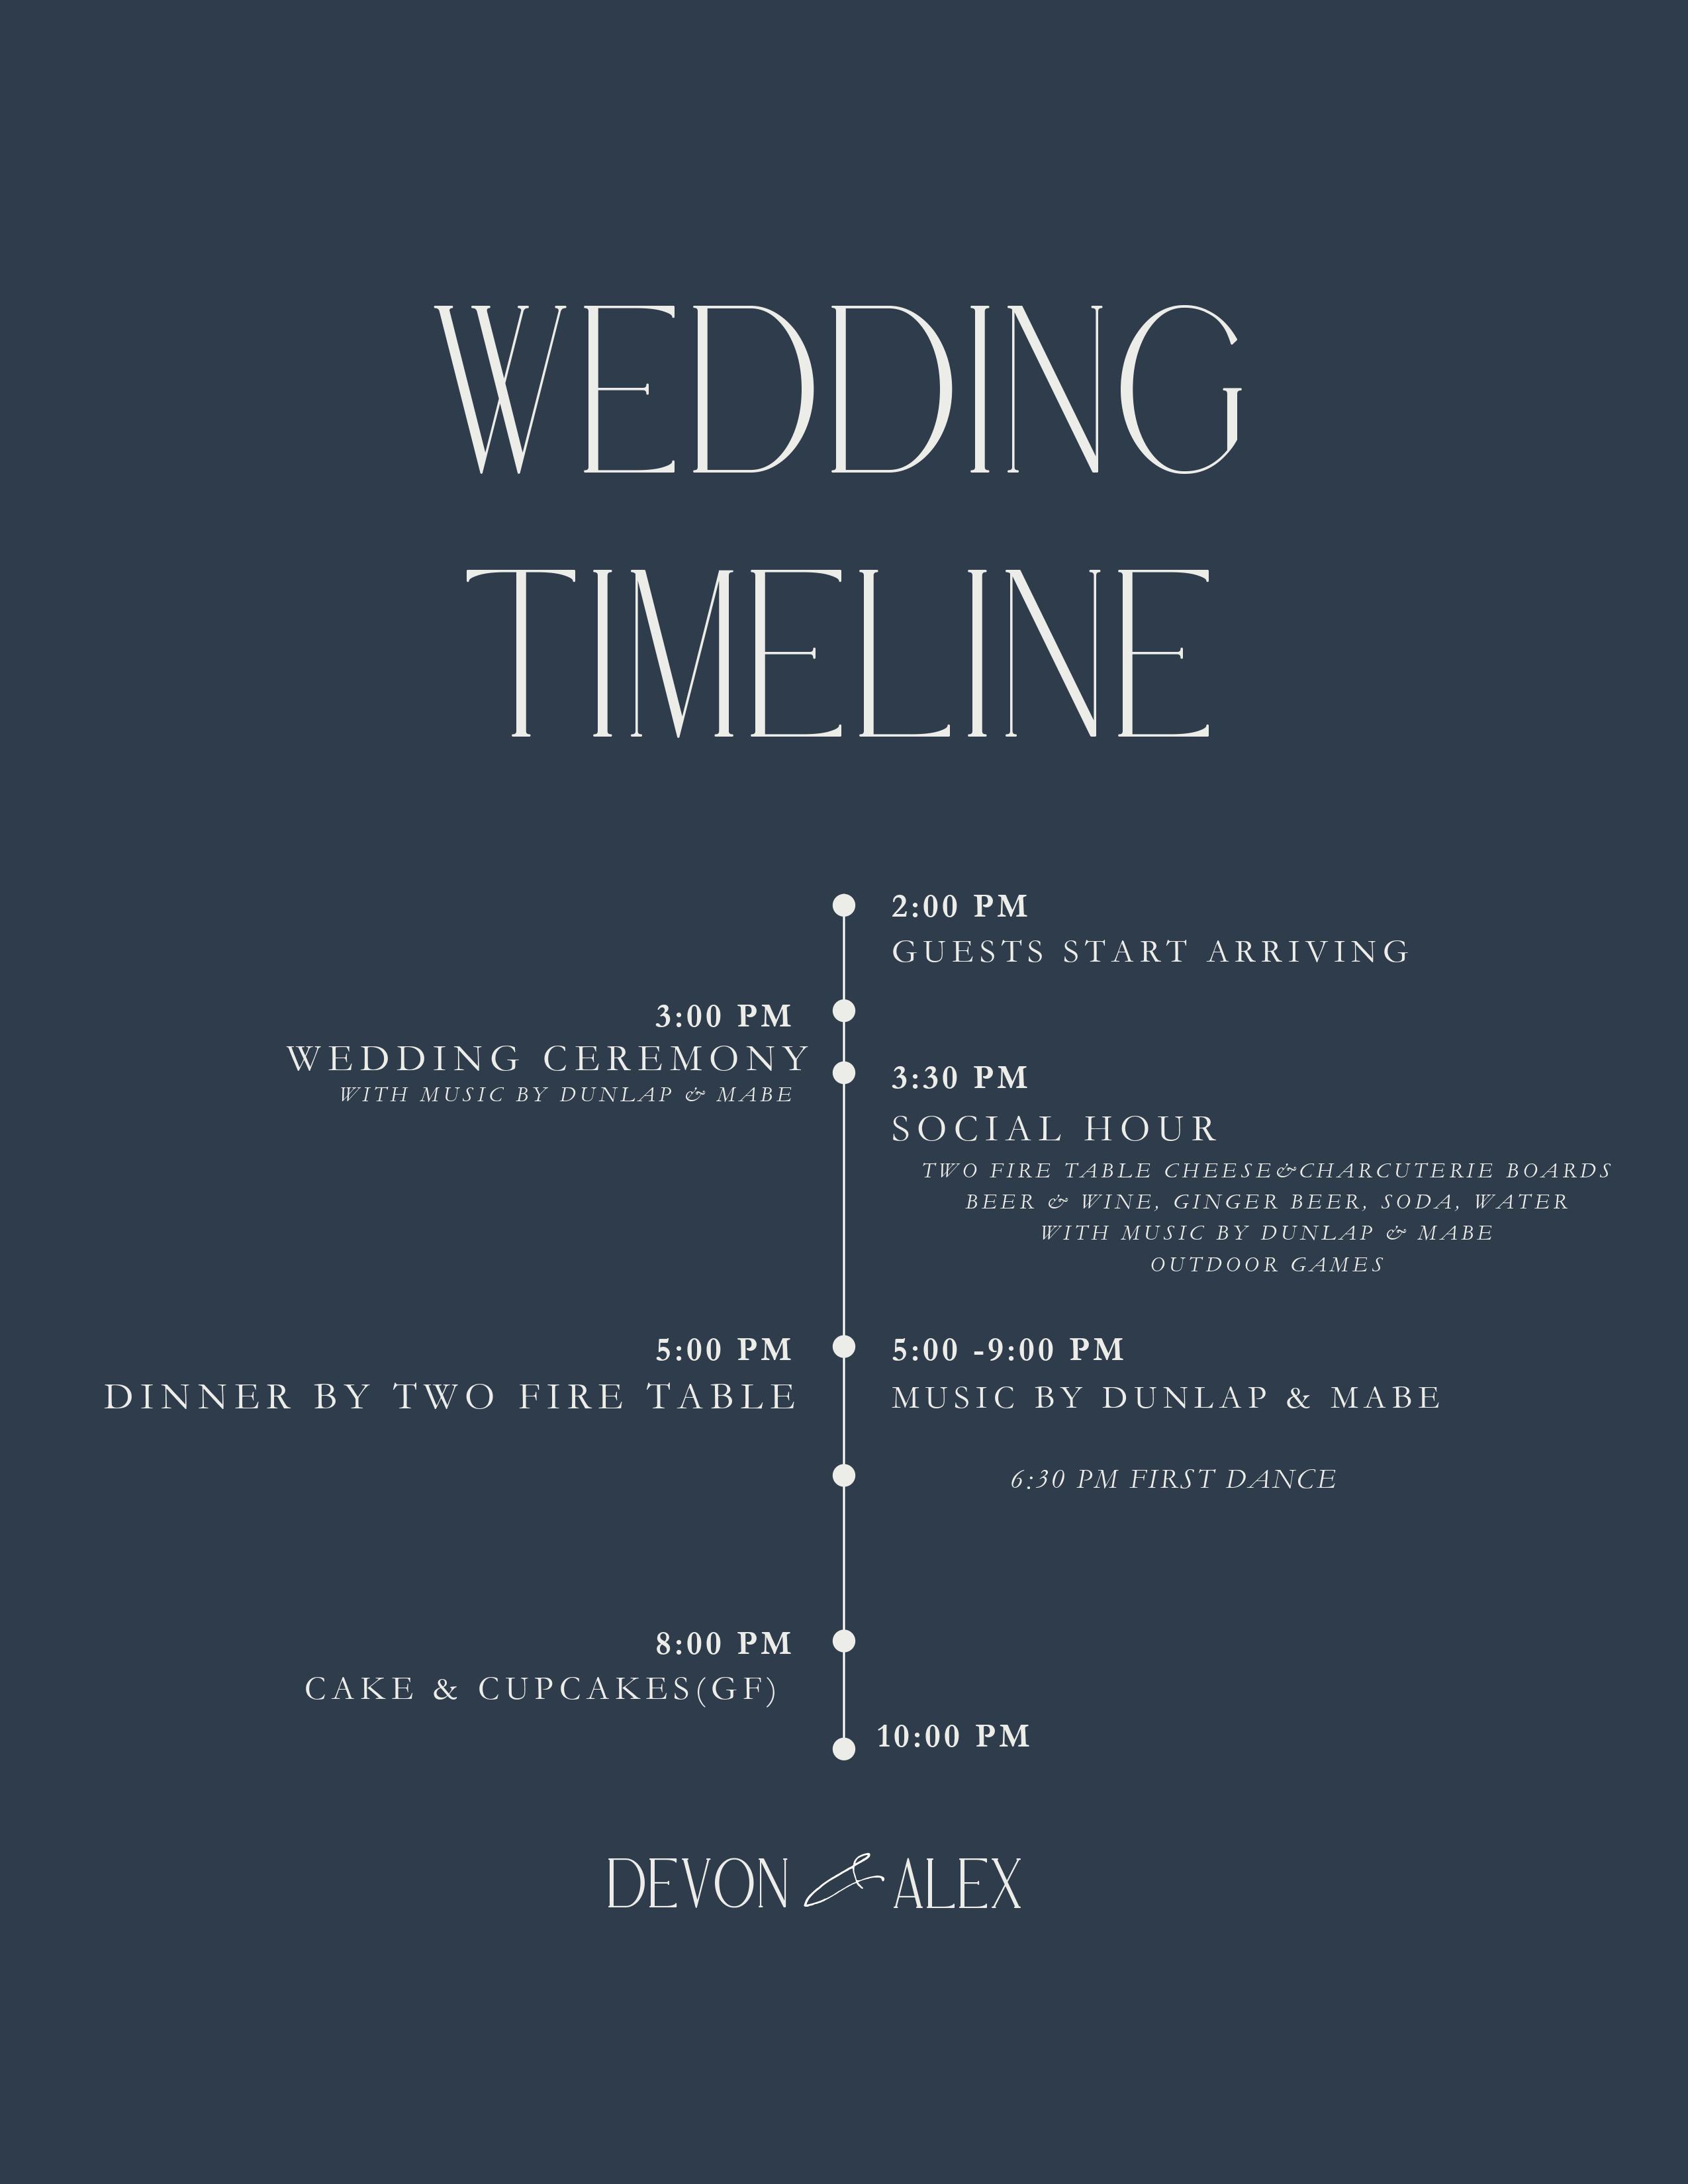 WEDDING
TIMELINE
2:00 PM
GUESTS START ARRIVING
3:00 PM
WEDDING CEREMONY
WITH MUSIC BY DUNLAP & MABE
3:30 PM
SOCIAL HOUR
TWO FIRE TABLE CHEESE&CHARCUTERIE BOARDS
BEER & WINE, GINGER BEER, SODA, WATER
WITH MUSIC BY DUNLAP & MABE
OUTDOOR GAMES
5:00 PM
DINNER BY TWO FIRE TABLE
5:00 -9:00 PM
MUSIC BY DUNLAP & MABE
6:30 PM FIRST DANCE
8:00 PM
CAKE & CUPCAKES(GF)
10:00 PM
DEVON & ALEX